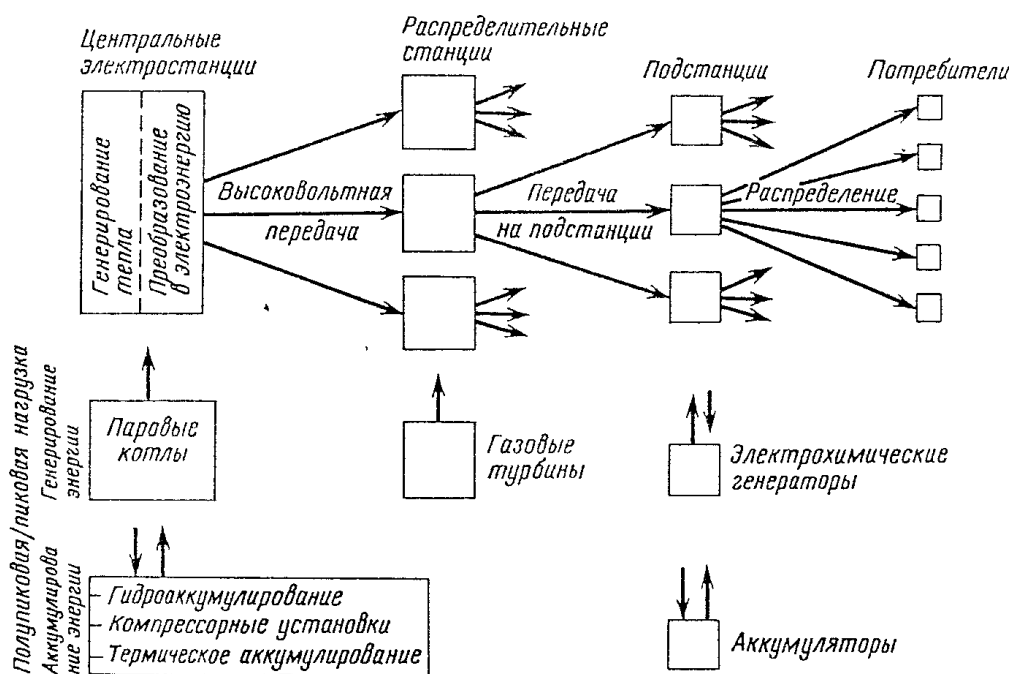 Центральные
электростанции
Распределительные
станции
Подстанции
Потребители
Генерирование
тепла
Преобразование
в электроэнергию
Высоковольтная
передача
Передача
на подстанции
Распределение
Полупиковая/пиковая нагрузка
Генерирование
энергии
Паровые
котлы
Газовые
турбины
Электрохимические
генераторы
Аккумулирова
ние энергии
Гидроаккумулирование
Компрессорные установки
Термическое аккумулирование
Аккумуляторы